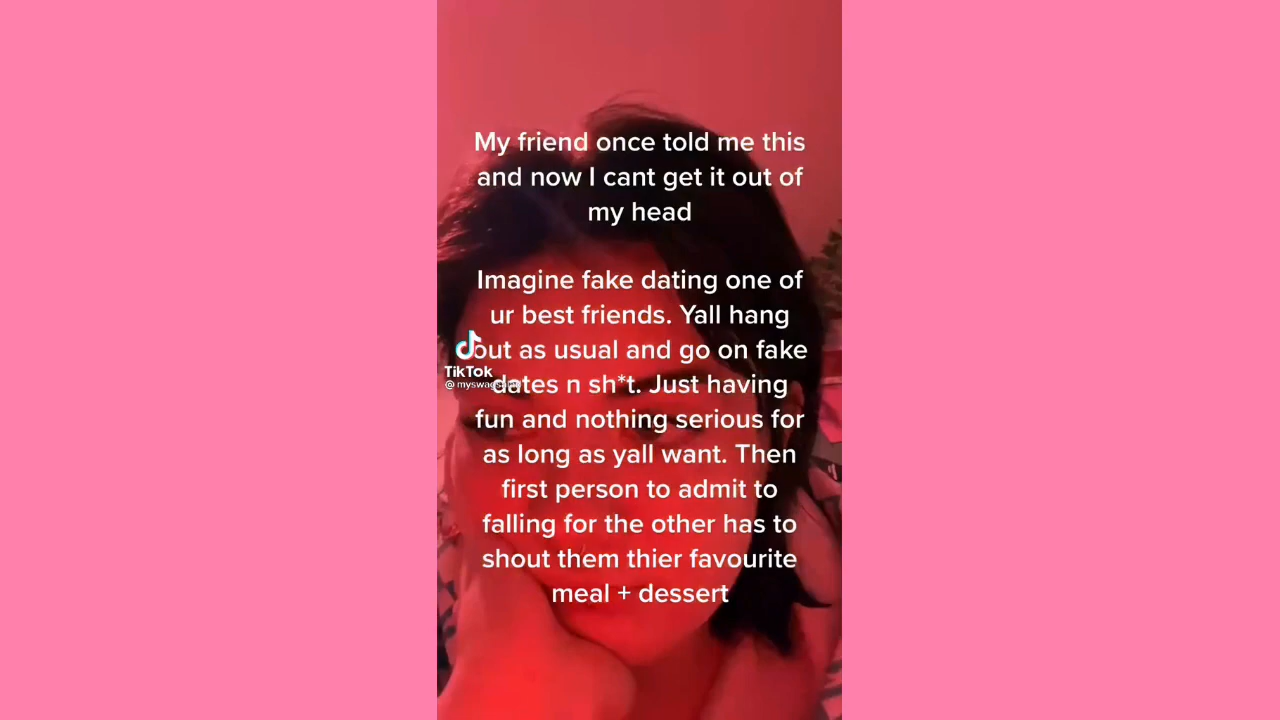 My friend once told me this
and now I cant get it out of
my head
Imagine fake dating one of
ur best friends. Yall hang
out as usual and go on fake
dates n sh*t. Just having
fun and nothing serious for
as long as yall want. Then
first person to admit to
falling for the other has to
shout them thier favourite
meal + dessert
TikTok